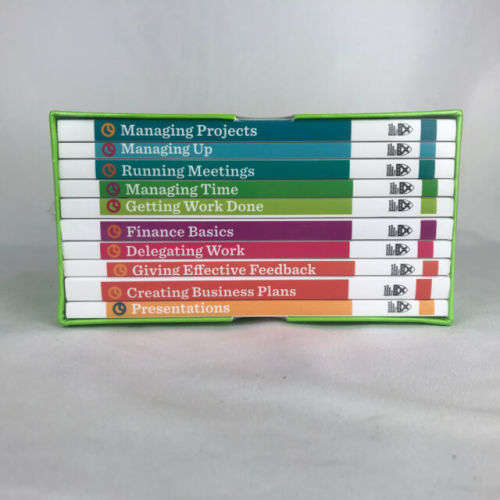 Managing Projects
Managing Up
Running Meetings
Managing Time
Getting Work Done
Finance Basics
Delegating Work
Giving Effective Feedback
Creating Business Plans
Presentations